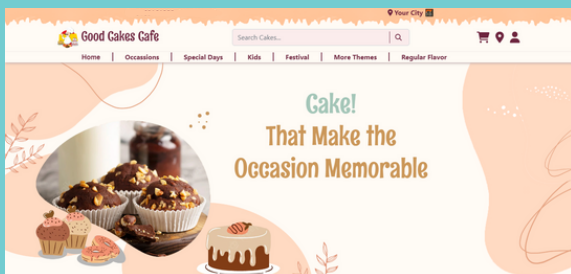 Your City
Good Cakes Cafe
Search Cakes...
Home
Occassions
Special Days
Kids
Festival
More Themes
Regular Flavor
Cake!
That Make the
Occasion Memorable